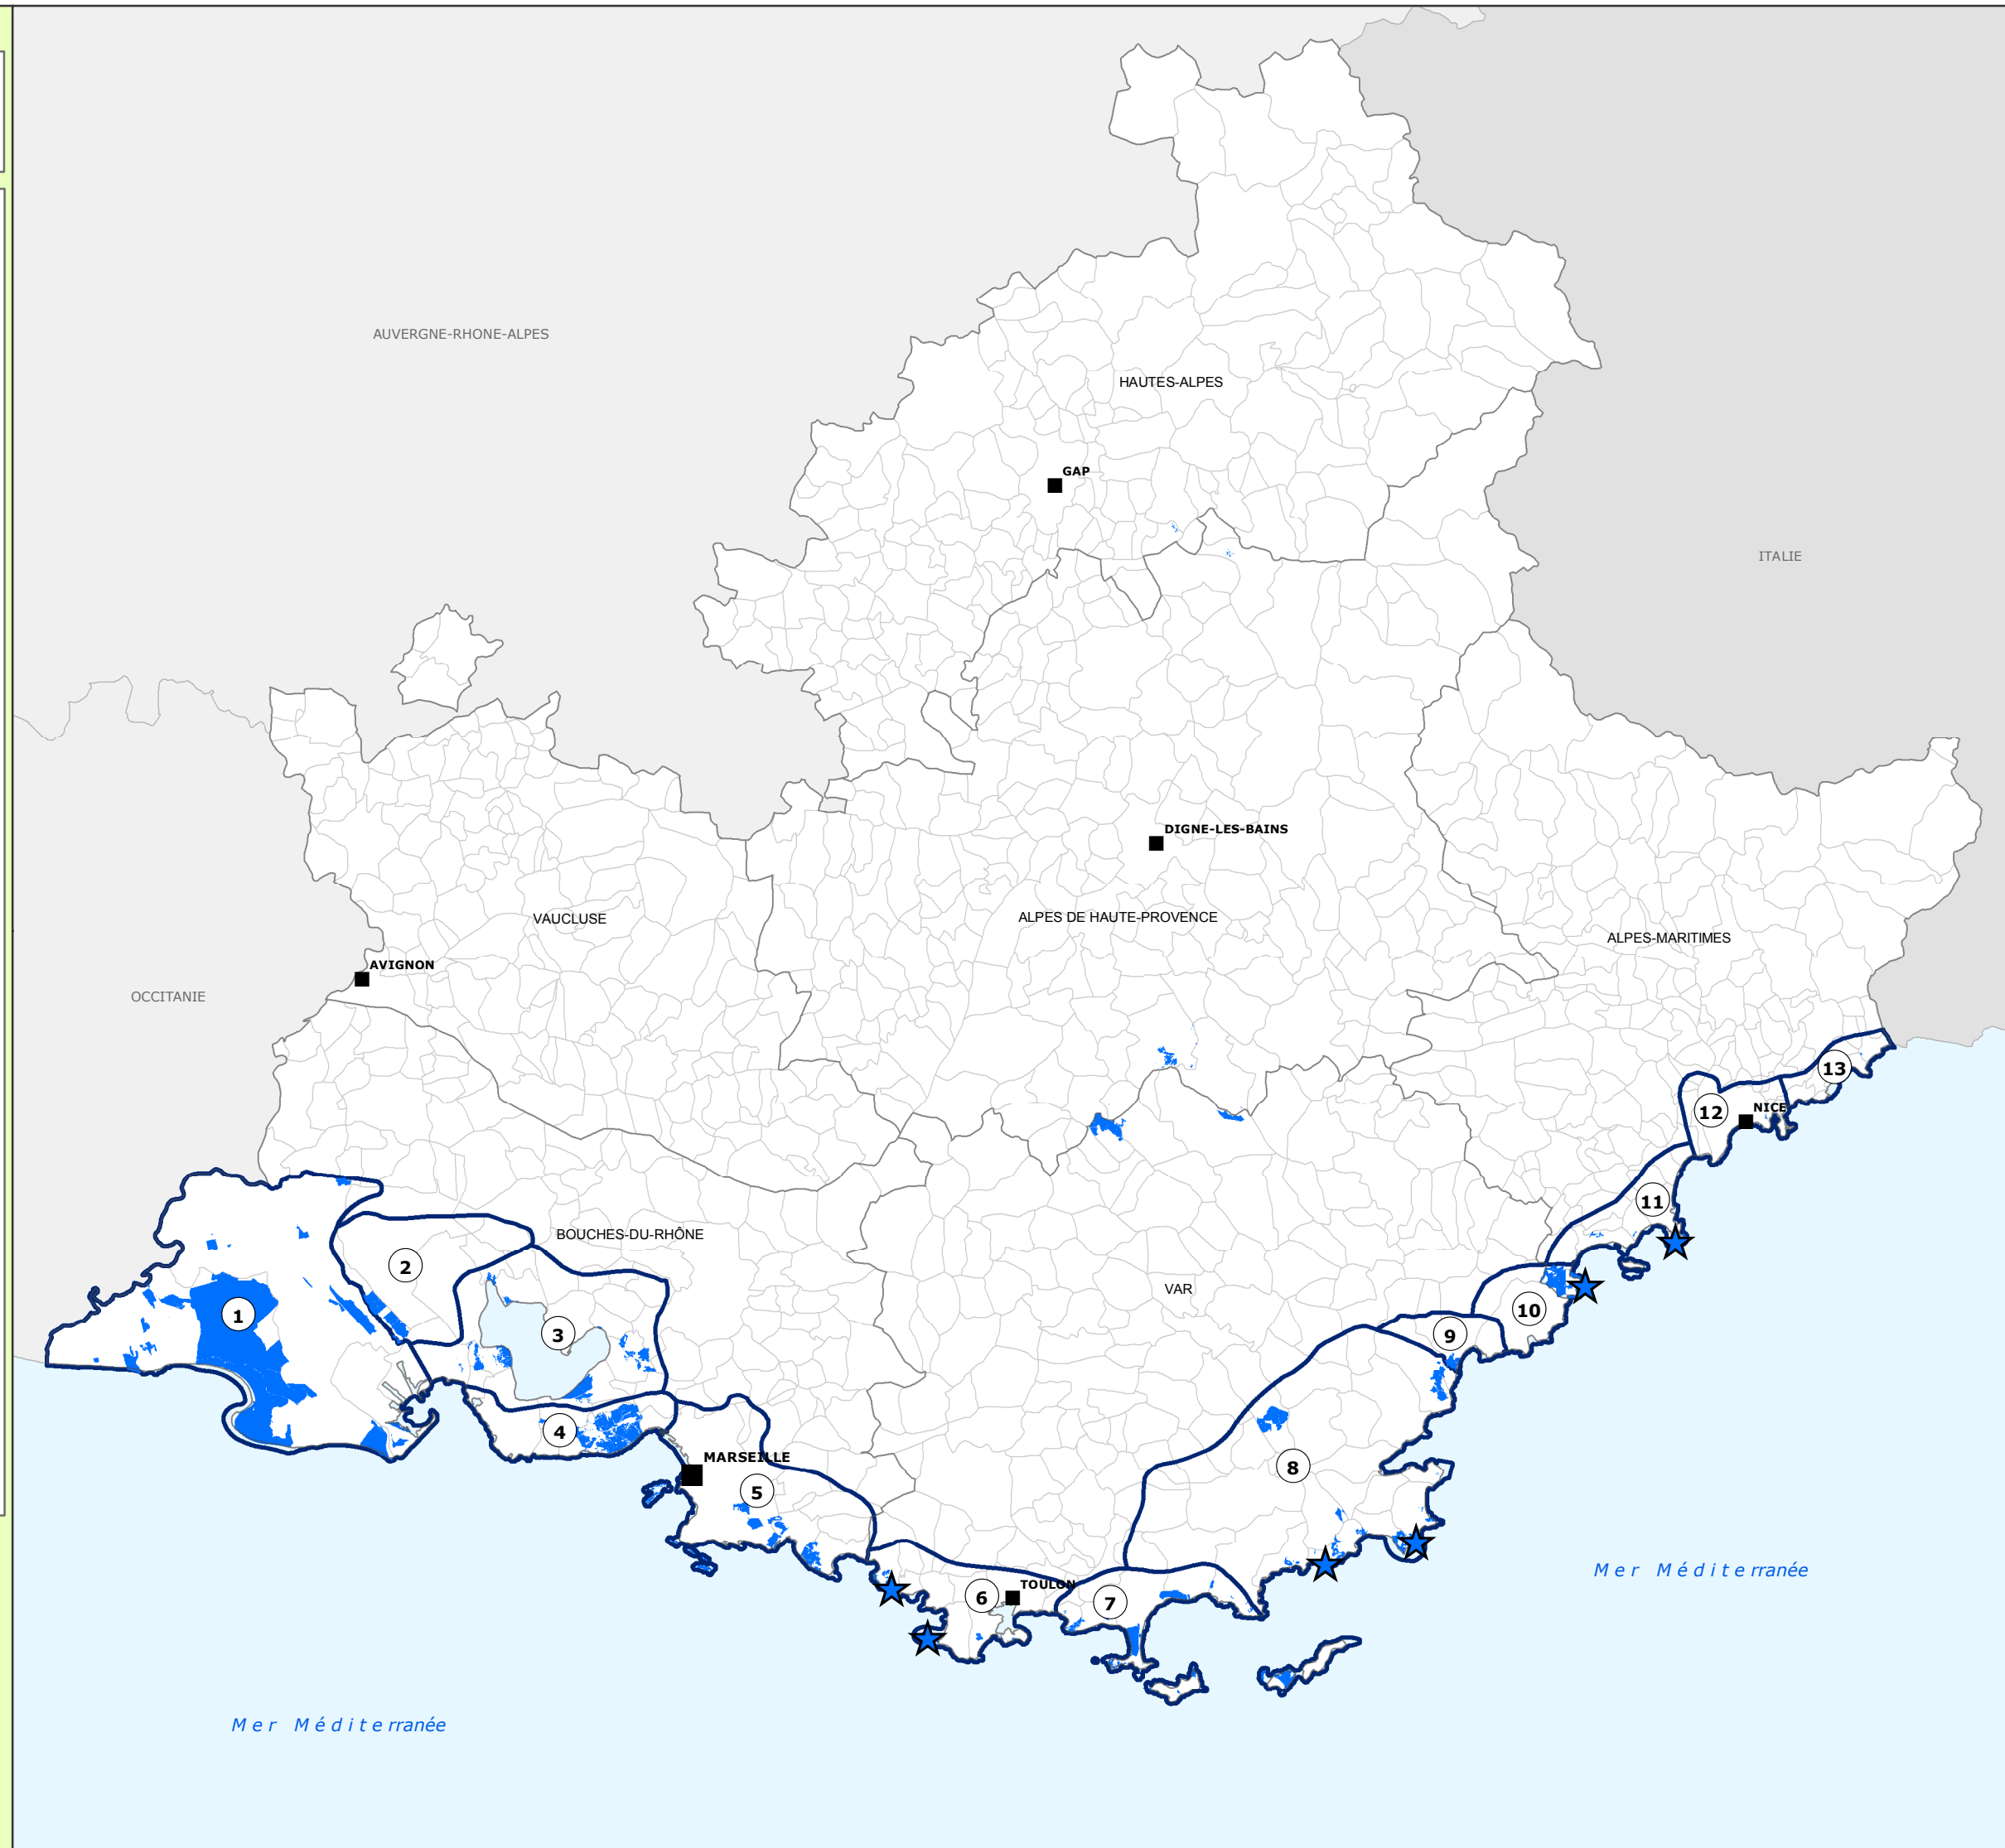 AUVERGNE-RHONE-ALPES
HAUTES-ALPES
GAP
ITALIE
DIGNE-LES-BAINS
VAUCLUSE
ALPES DE HAUTE-PROVENCE
ALPES-MARITIMES
AVIGNON
OCCITANIE
13
12
NICE
11
BOUCHES-DU-RHÔNE
2
VAR
10
1
3
9
4
MARSEILLE
8
5
Mer Méditerranée
TOULON
6
7
Mer Méditerranée